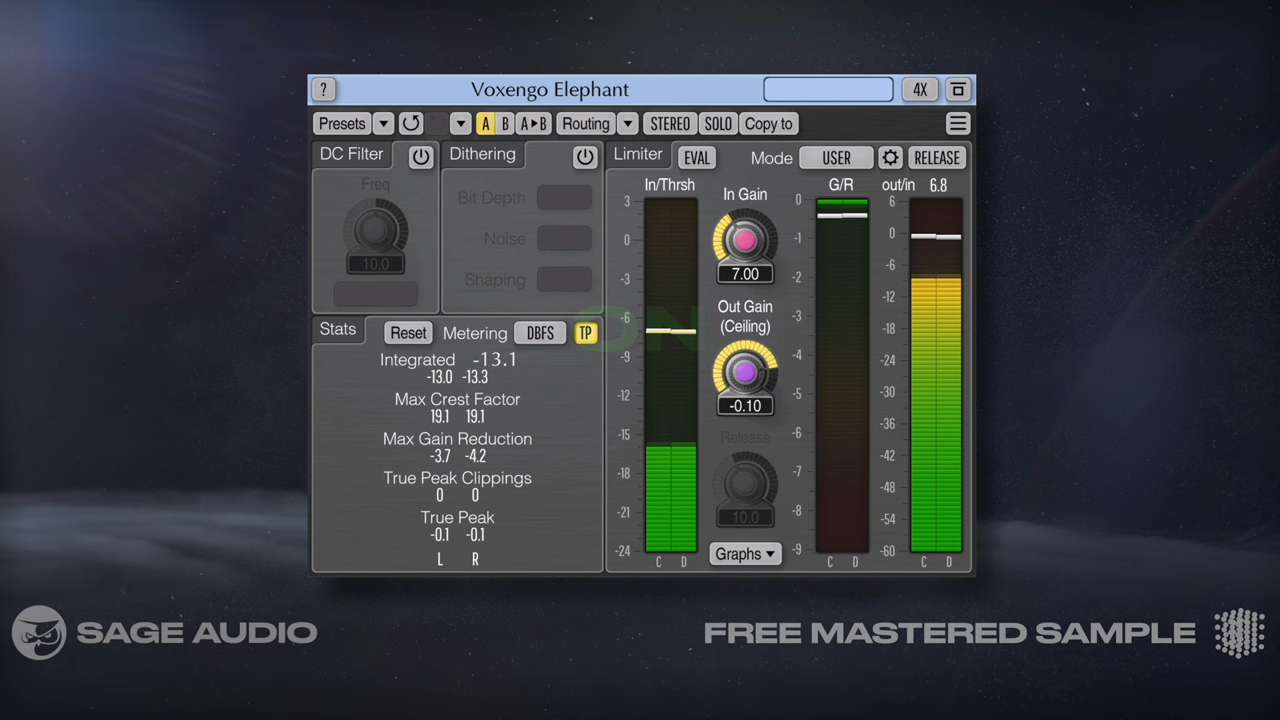 ? Voxengo Elephant 4X
Presets A B A▸B Routing STEREO SOLO Copy to
DC Filter Dithering Limiter EVAL Mode USER RELEASE
Freq
10.0
Bit Depth
Noise
Shaping
Stats Reset Metering DBFS TP
Integrated -13.1
-13.0 -13.3
Max Crest Factor
19.1 19.1
Max Gain Reduction
-3.7 -4.2
True Peak Clippings
0 0
True Peak
-0.1 -0.1
L R
In/Thrsh
3
0
-3
-6
-9
-12
-15
-18
-21
-24
C D
In Gain
7.00
Out Gain
(Ceiling)
-0.10
Release
10.0
Graphs
ON
G/R
0
-1
-2
-3
-4
-5
-6
-7
-8
-9
C D
out/in 6.8
6
0
-6
-12
-18
-24
-30
-36
-42
-48
-54
-60
C D
SAGE AUDIO
FREE MASTERED SAMPLE